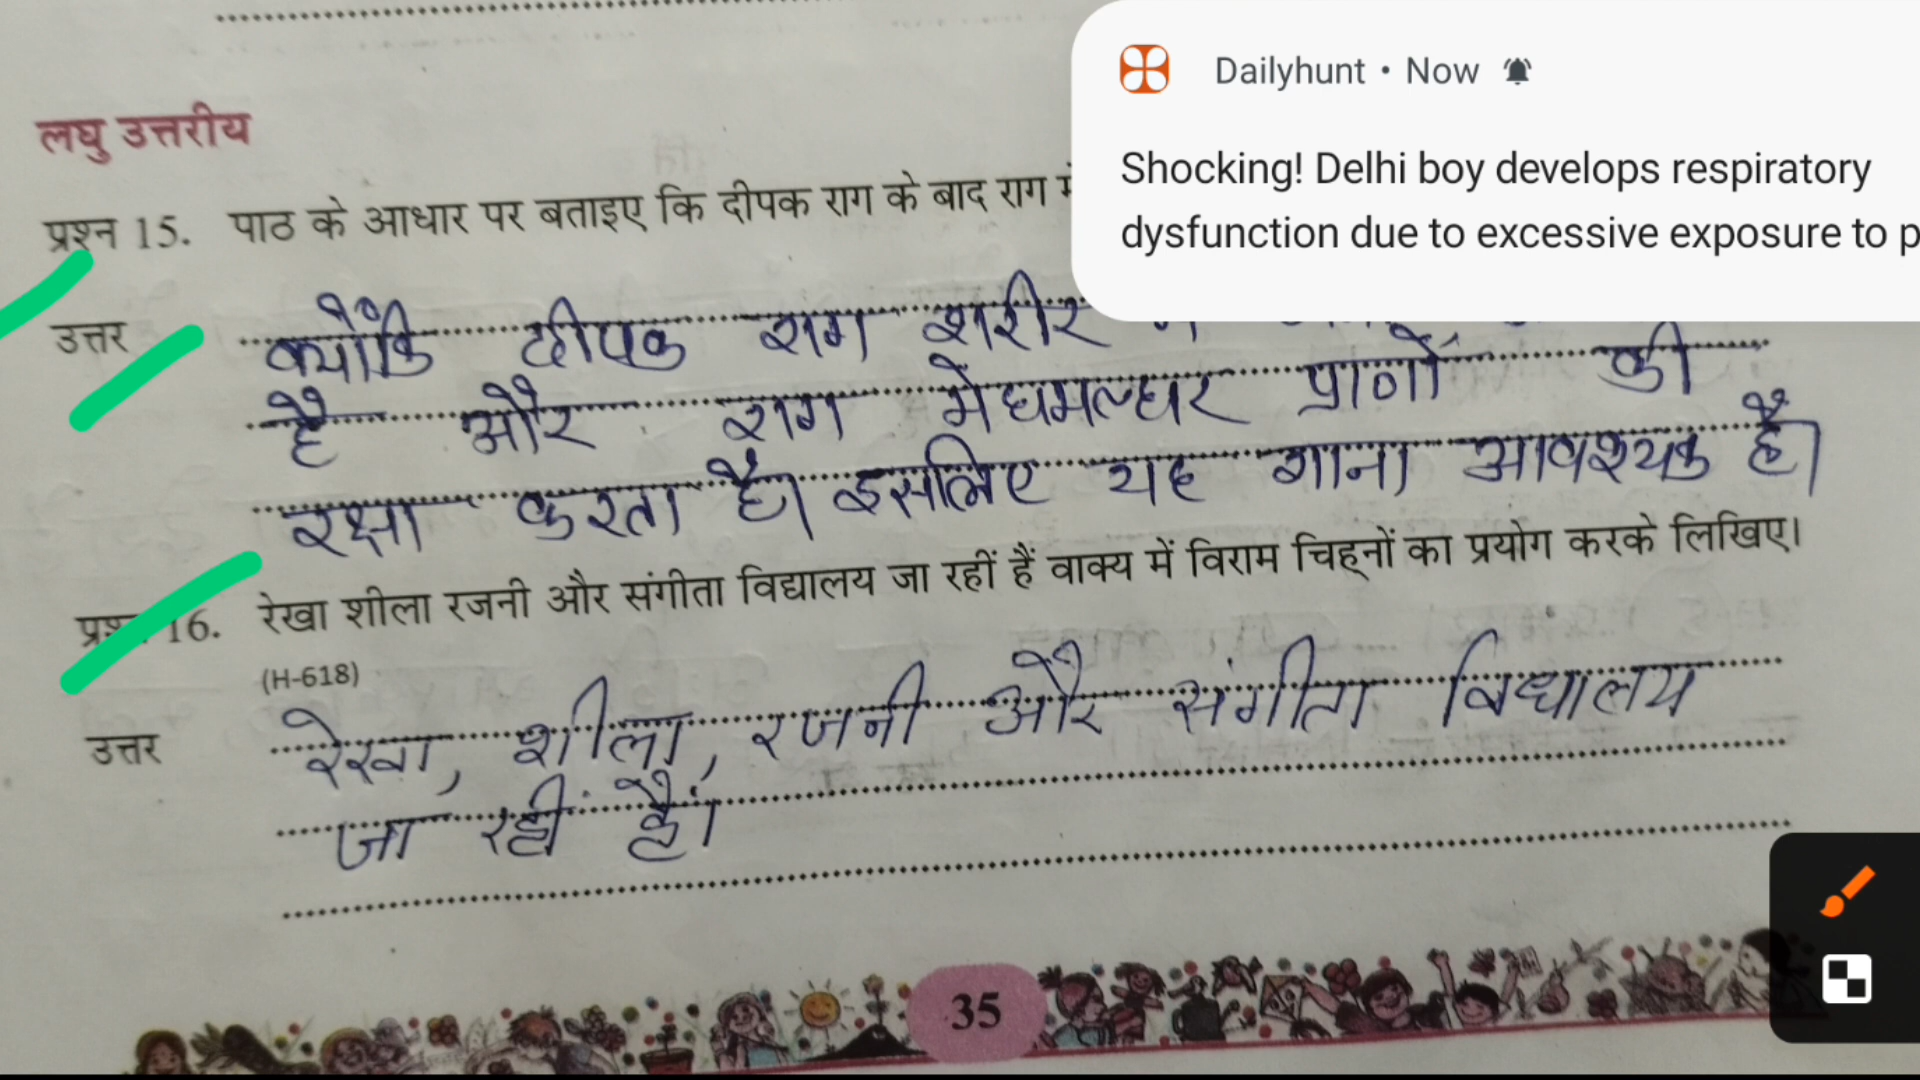 Dailyhunt • Now
Shocking! Delhi boy develops respiratory
dysfunction due to excessive exposure to p
लघु उत्तरीय
प्रश्न 15. पाठ के आधार पर बताइए कि दीपक राग के बाद राग
उत्तर क्योंकि दीपक राग शरीर
है और राग मेघमल्हार प्राणों की
रक्षा करता है। इसलिए यह गाना आवश्यक है।
प्रश्न 16. रेखा शीला रजनी और संगीता विद्यालय जा रहीं हैं वाक्य में विराम चिह्नों का प्रयोग करके लिखिए।
(H-618)
उत्तर रेखा, शीला, रजनी और संगीता विद्यालय
जा रहीं हैं।
35